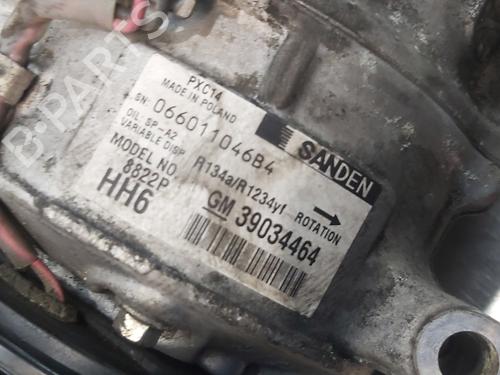 B-PARTS
PXC14
MADE IN POLAND
SN: 066011046B4
SANDEN
OIL SP-A2
VARIABLE DISP
R134a/R1234yf
ROTATION
MODEL NO.
8822P
HH6
GM 39034464